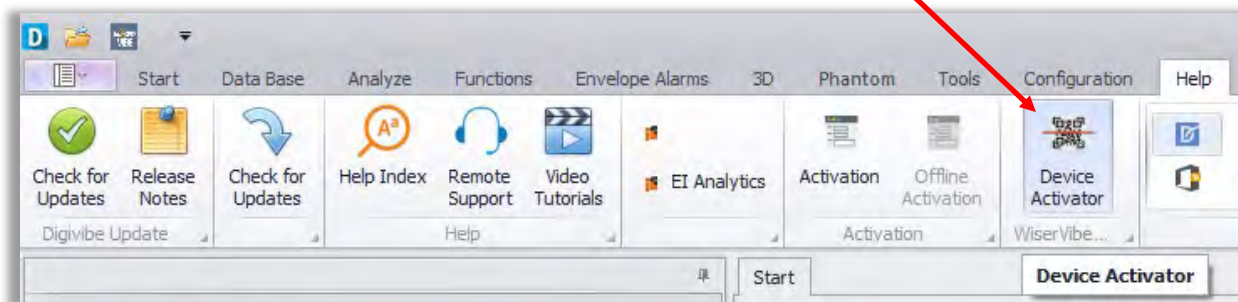 D
Start Data Base Analyze Functions Envelope Alarms 3D Phantom Tools Configuration Help
Check for Updates
Release Notes
Check for Updates
Help Index
Remote Support
Video Tutorials
EI Analytics
Activation
Offline Activation
Device Activator
Digivibe Update Help Activation WiserVibe...
Start
Device Activator